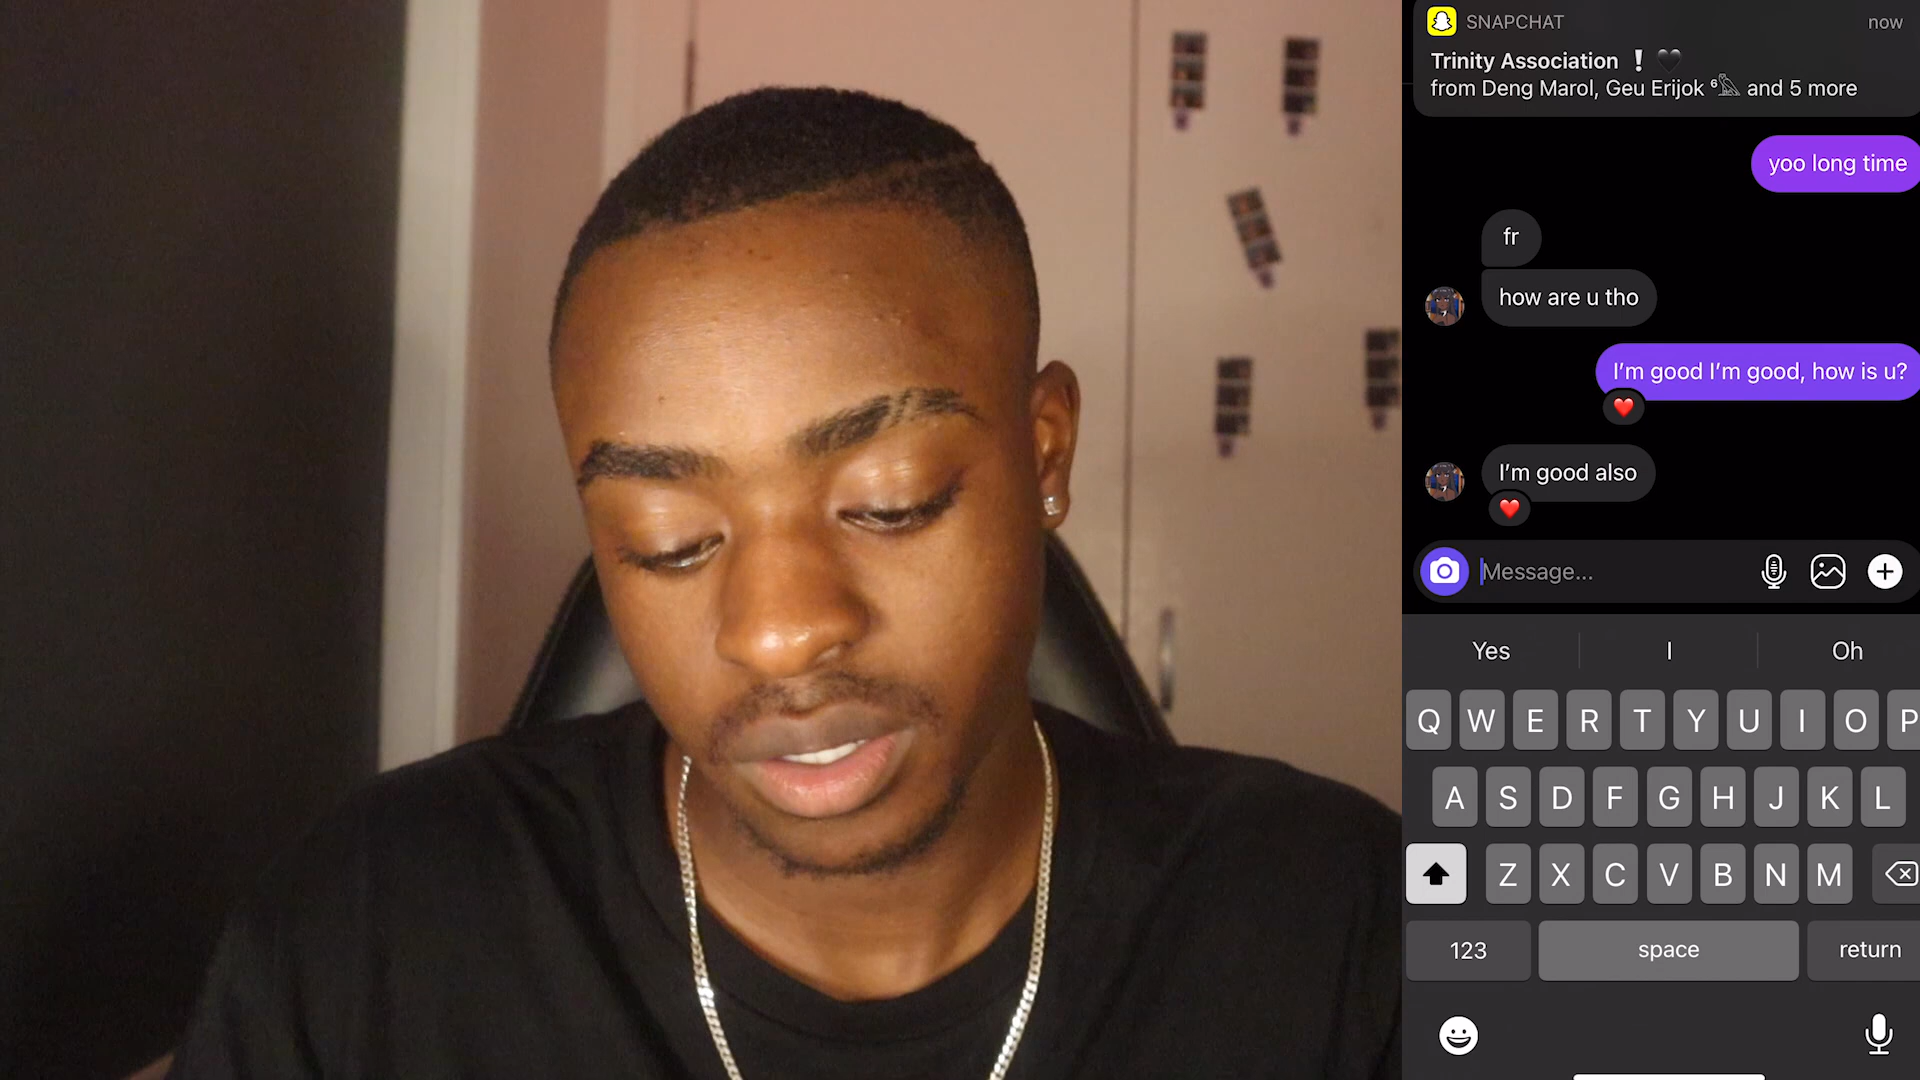 SNAPCHAT now
Trinity Association ❗ 🖤
from Deng Marol, Geu Erijok ⁶𓅓 and 5 more
yoo long time
fr
how are u tho
I’m good I’m good, how is u?
❤️
I’m good also
❤️
Message...
Yes I Oh
Q W E R T Y U I O P
A S D F G H J K L
Z X C V B N M
123 space return